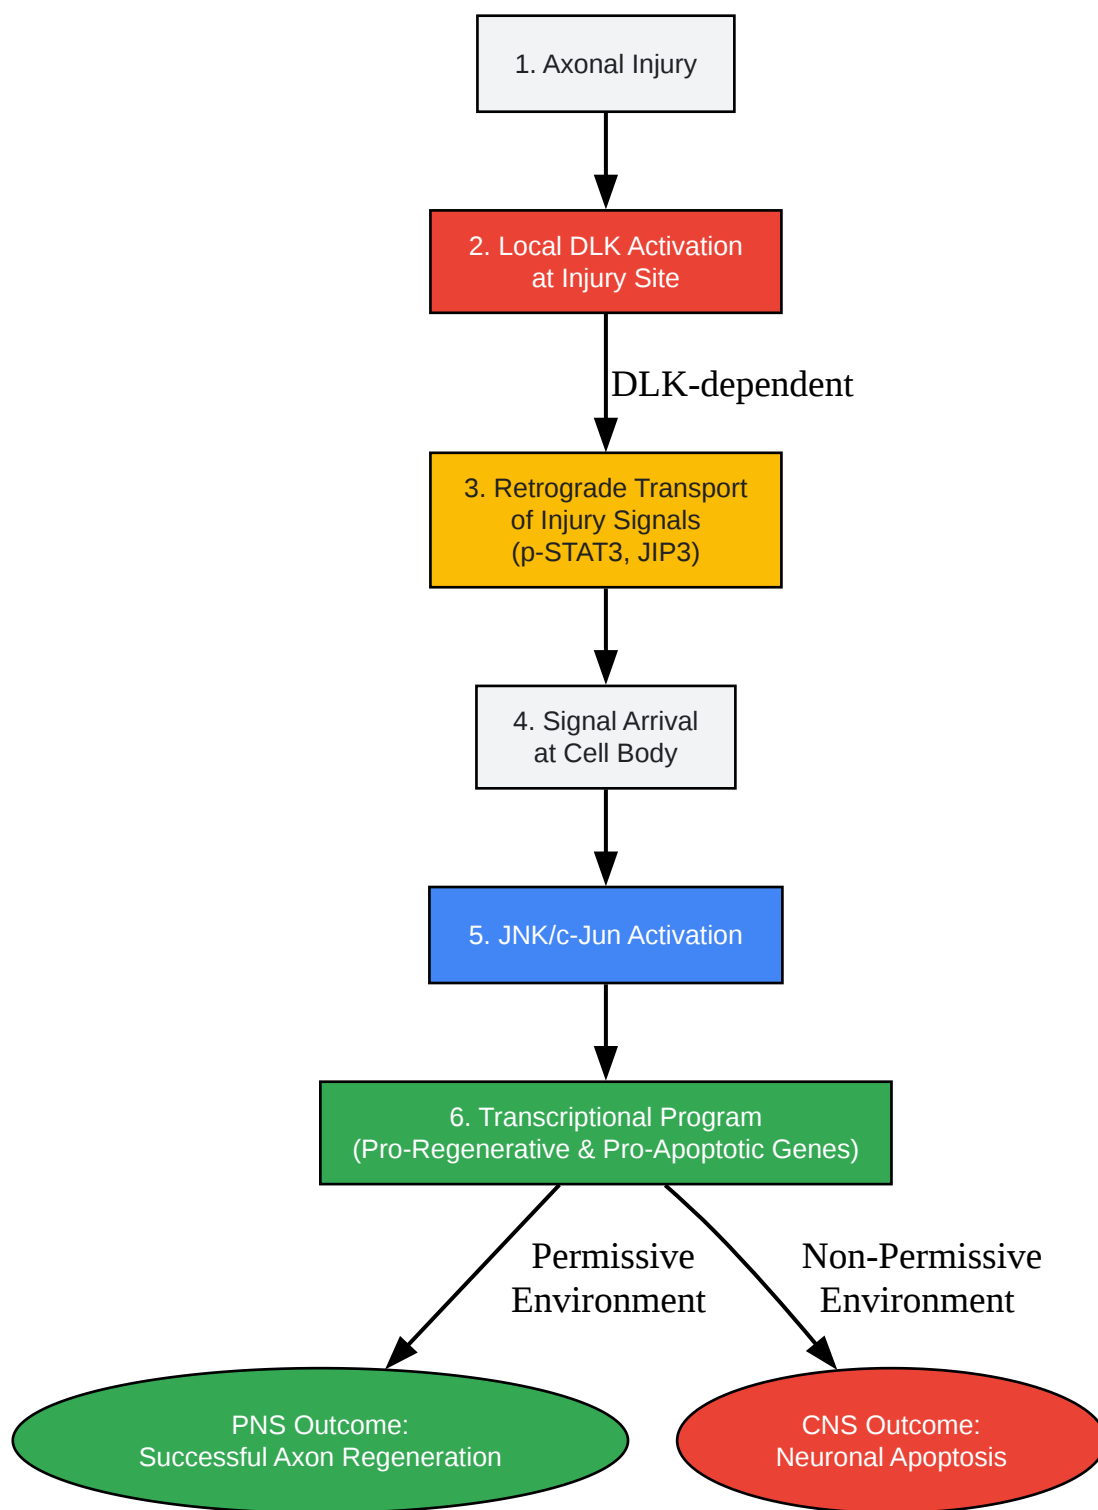 1. Axonal Injury
2. Local DLK Activation
at Injury Site
DLK-dependent
3. Retrograde Transport
of Injury Signals
(p-STAT3, JIP3)
4. Signal Arrival
at Cell Body
5. JNK/c-Jun Activation
6. Transcriptional Program
(Pro-Regenerative & Pro-Apoptotic Genes)
Permissive
Environment
Non-Permissive
Environment
PNS Outcome:
Successful Axon Regeneration
CNS Outcome:
Neuronal Apoptosis